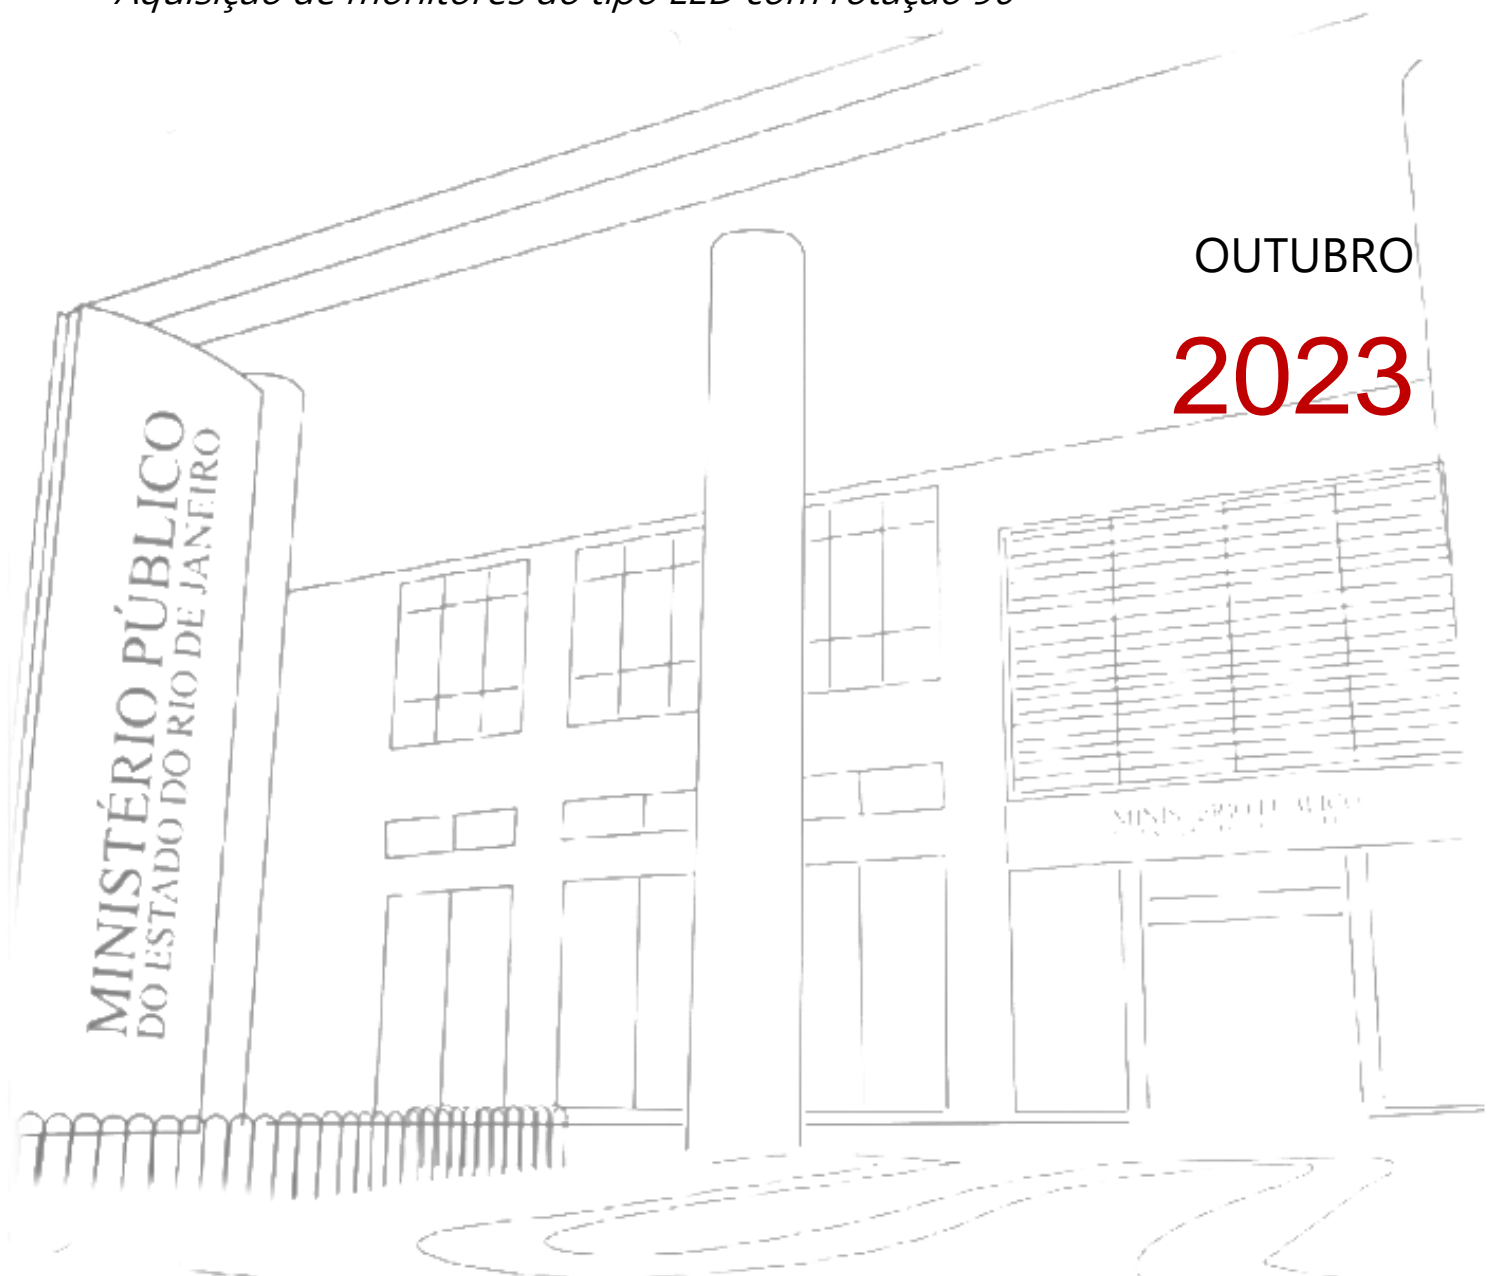 Aquisição de monitores do tipo LED com rotação 90°
OUTUBRO
2023
MINISTÉRIO PÚBLICO
DO ESTADO DO RIO DE JANEIRO